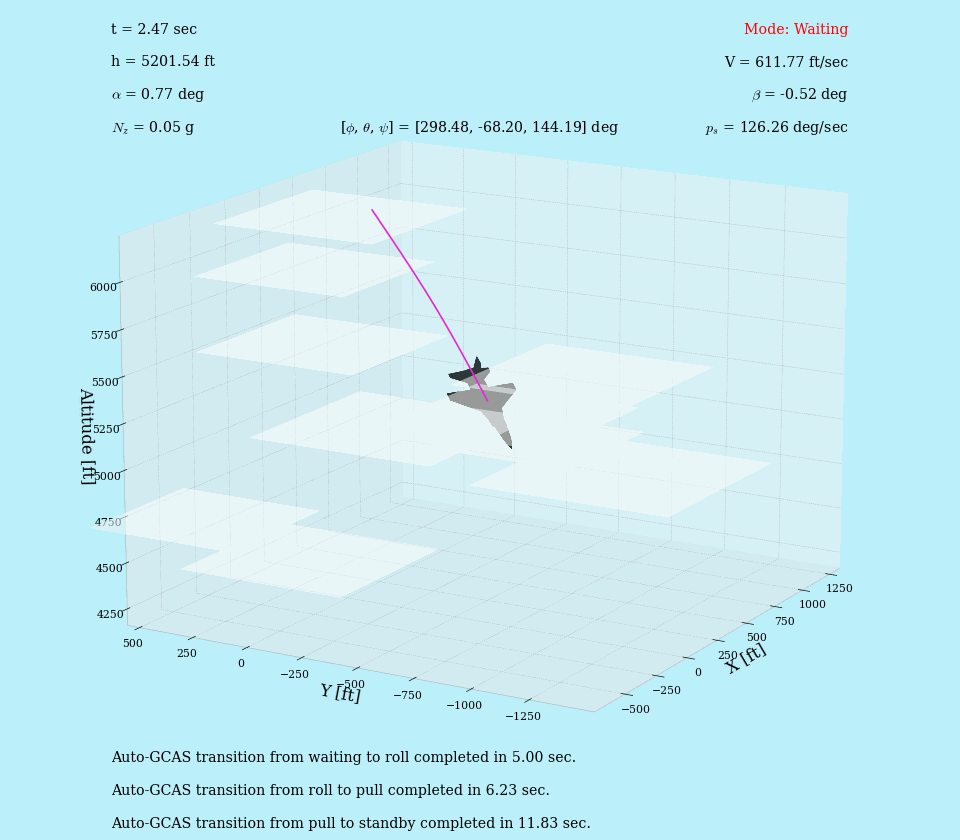 t = 2.47 sec
Mode: Waiting
h = 5201.54 ft
V = 611.77 ft/sec
α = 0.77 deg
β = -0.52 deg
N_z = 0.05 g
[ϕ, θ, ψ] = [298.48, -68.20, 144.19] deg
p_s = 126.26 deg/sec
6000
5750
5500
5250
5000
4750
4500
4250
Altitude [ft]
500
250
0
−250
−500
−750
−1000
−1250
Y [ft]
1250
1000
750
500
250
0
−250
−500
X [ft]
Auto-GCAS transition from waiting to roll completed in 5.00 sec.
Auto-GCAS transition from roll to pull completed in 6.23 sec.
Auto-GCAS transition from pull to standby completed in 11.83 sec.